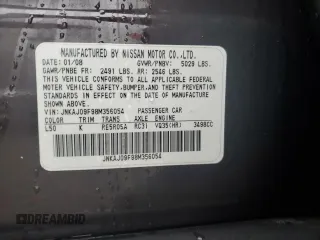 MANUFACTURED BY NISSAN MOTOR CO.,LTD.
DATE: 01/08 GVWR/PNBV: 5029 LBS.
GAWR/PNBE FR: 2491 LBS. RR: 2546 LBS.
THIS VEHICLE CONFORMS TO ALL APPLICABLE FEDERAL
MOTOR VEHICLE SAFETY, BUMPER, AND THEFT PREVENTION
STANDARDS IN EFFECT ON THE DATE OF
MANUFACTURE SHOWN ABOVE.
VIN: JNKAJ09F98M356054 PASSENGER CAR
COLOR TRIM TRANS AXLE ENGINE
L50 K RE5R05A RC31 VQ35(HR) 3498CC
JNKAJ09F98M356054
DREAMBID